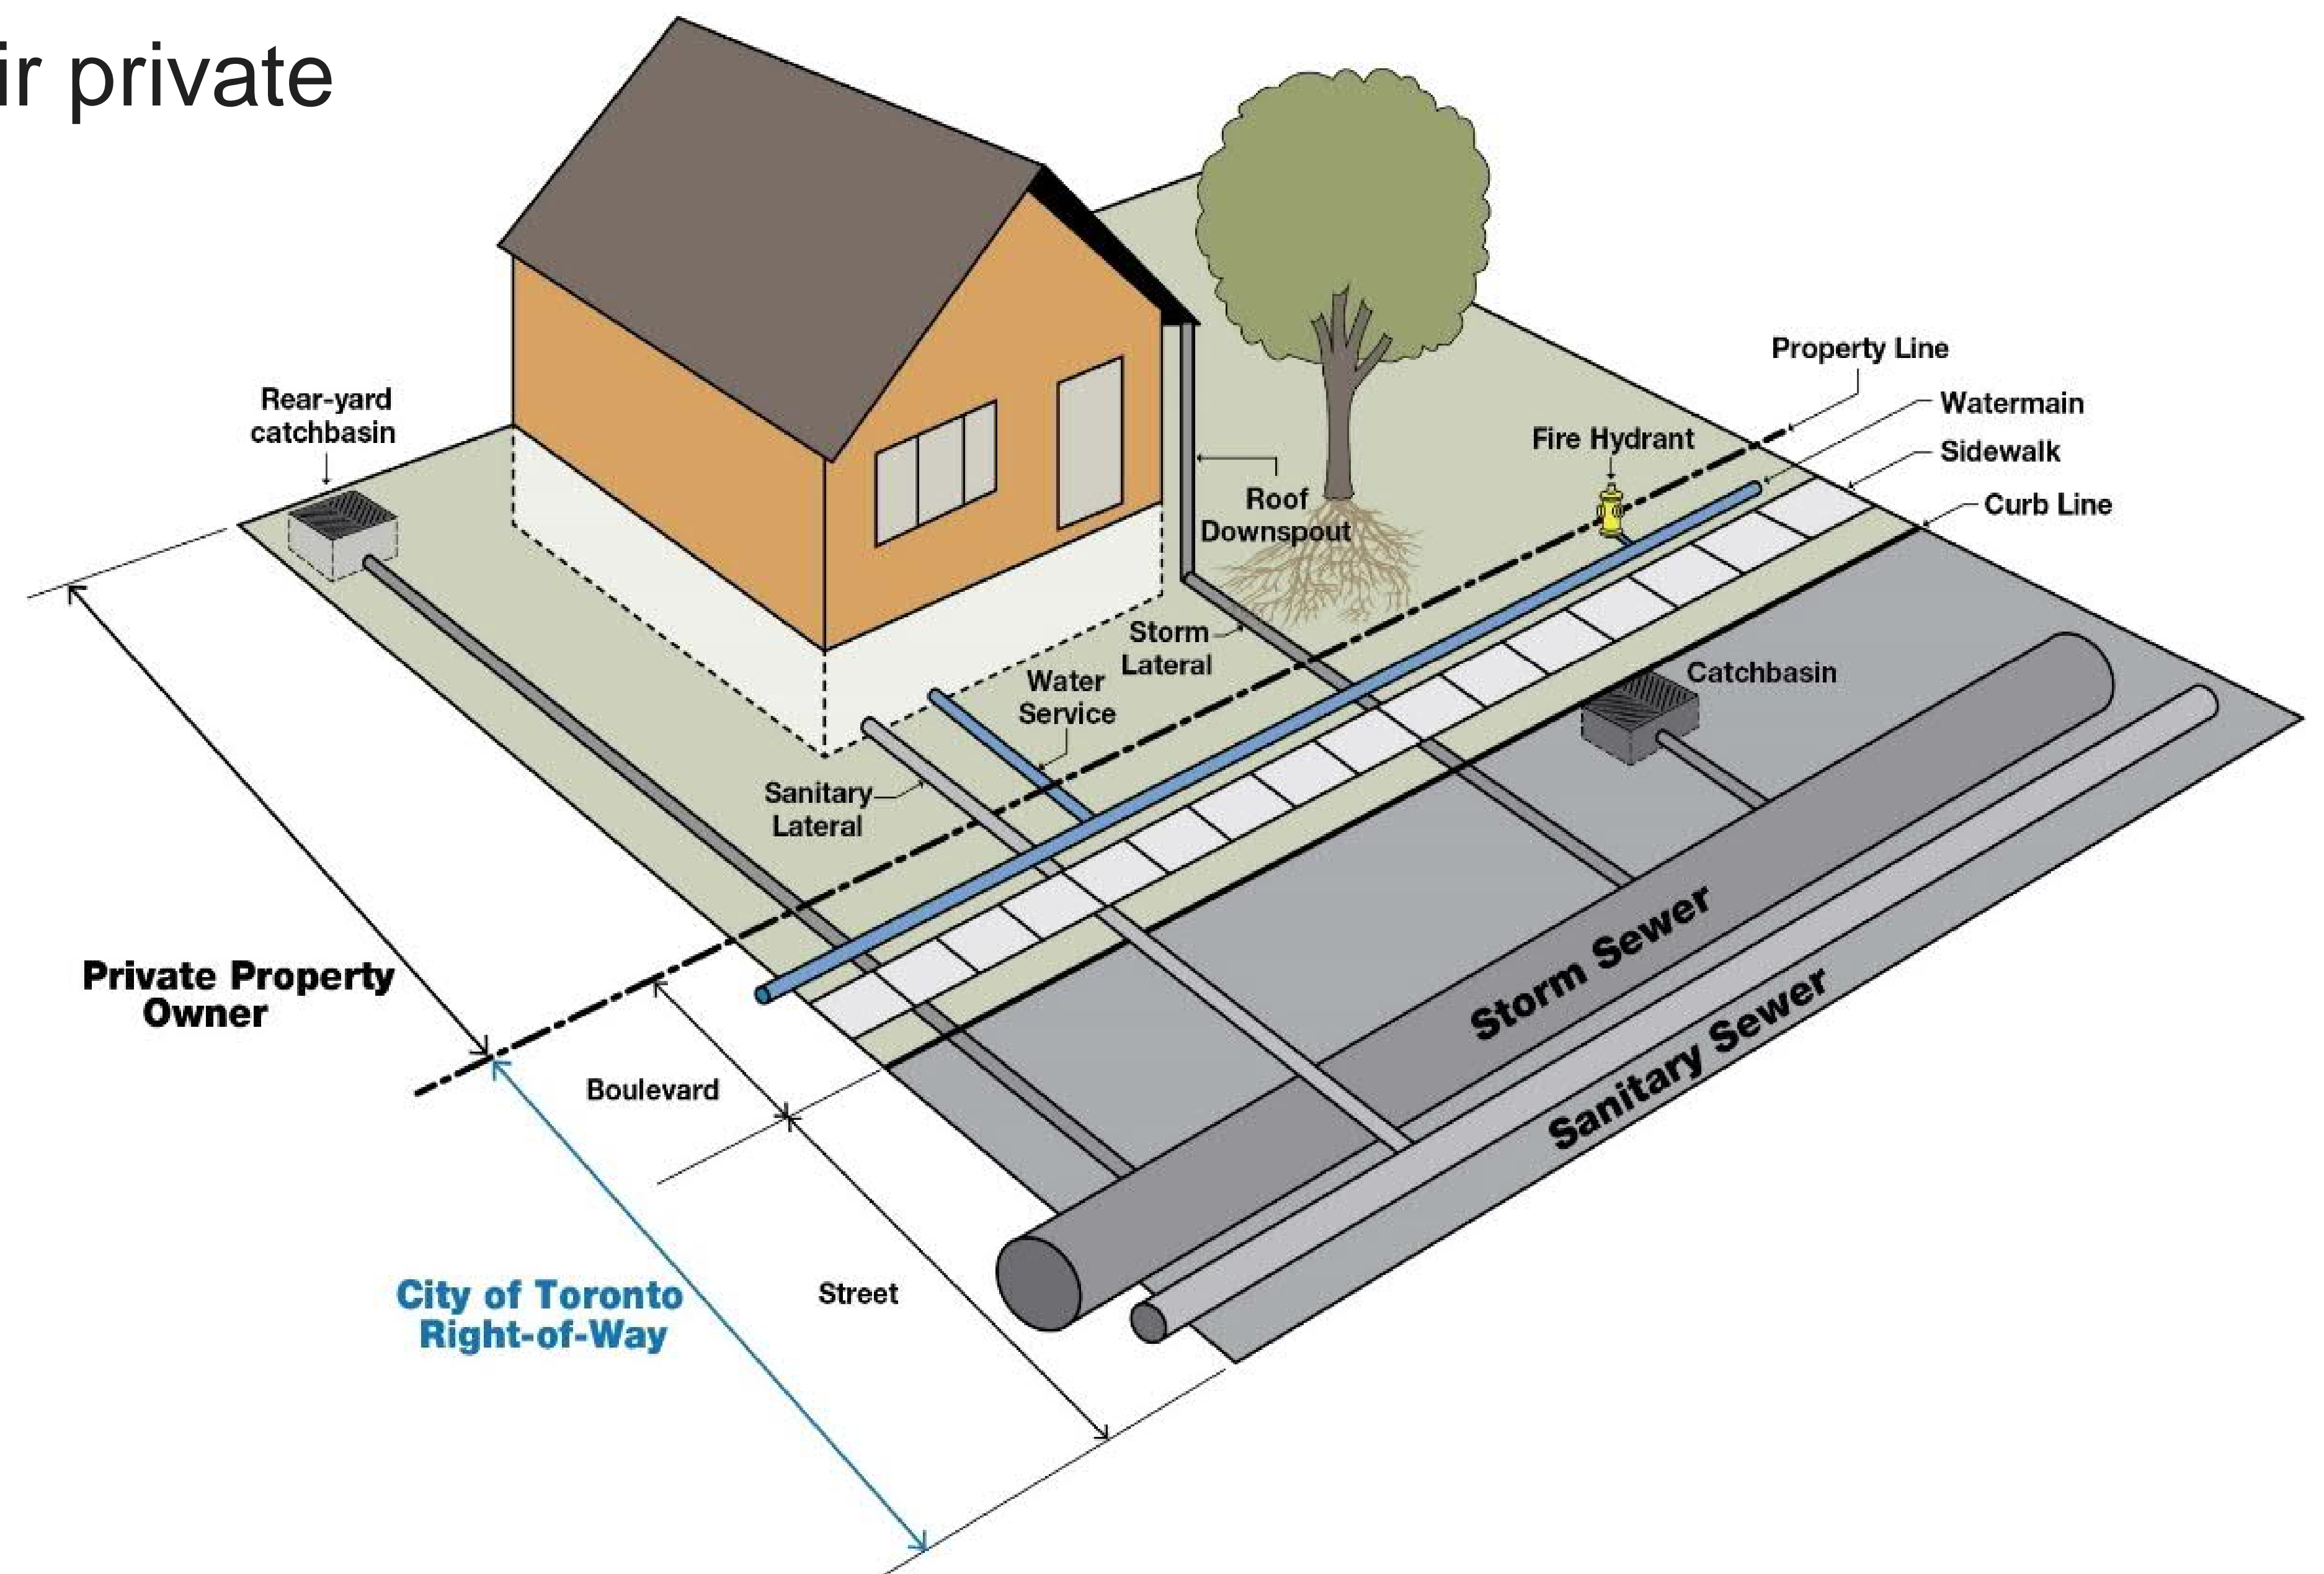 ir private
Property Line
Watermain
Rear-yard
catchbasin
Fire Hydrant
Sidewalk
Roof
Downspout
Curb Line
Storm
Lateral
Catchbasin
Water
Service
Sanitary
Lateral
Storm Sewer
Private Property
Owner
Sanitary Sewer
Boulevard
City of Toronto
Right-of-Way
Street